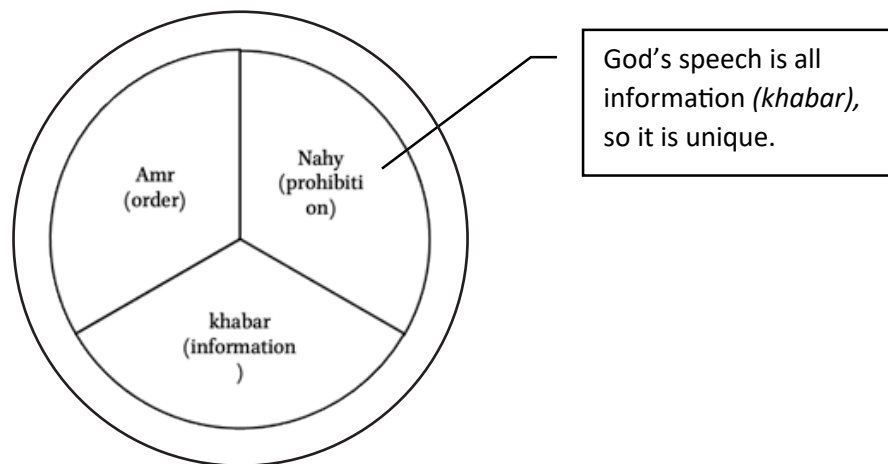 Amr
(order)
Nahy
(prohibiti
on)
khabar
(information
)
God’s speech is all
information (khabar),
so it is unique.